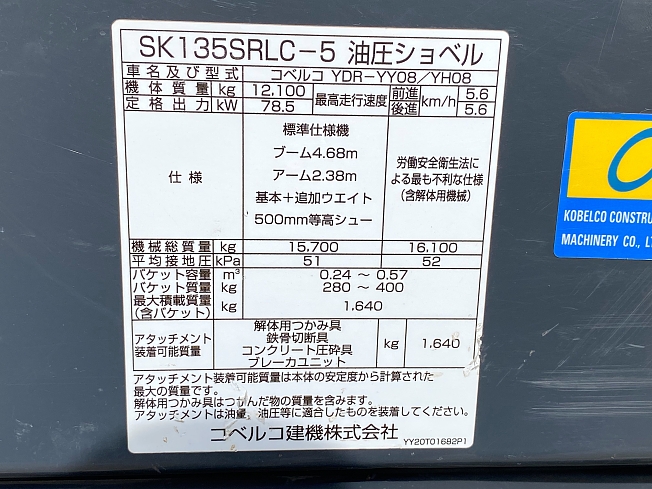 SK135SRLC-5 油圧ショベル
車名及び型式 コベルコ YDR-YY08/YH08
機体質量 kg 12,100 最高走行速度 前進 km/h 5.6
定格出力 kW 78.5 後進 5.6
仕様
標準仕様機
ブーム4.68m
アーム2.38m
基本+追加ウエイト
500mm等高シュー
労働安全衛生法に
よる最も不利な仕様
(含解体用機械)
機械総質量 kg 15,700 16,100
平均接地圧 kPa 51 52
バケット容量 m³ 0.24 ~ 0.57
バケット質量 kg 280 ~ 400
最大積載質量
(含バケット) kg 1,640
アタッチメント
装着可能質量
解体用つかみ具
鉄骨切断具
コンクリート圧砕具
ブレーカユニット
kg 1,640
アタッチメント装着可能質量は本体の安定度から計算された
最大の質量です。
解体用つかみ具はつかんだ物の質量を含みます。
アタッチメントは油量、油圧等に適合したものを装着してください。
コベルコ建機株式会社 YY20T01682P1
KOBELCO CONSTRU
MACHINERY CO., LT